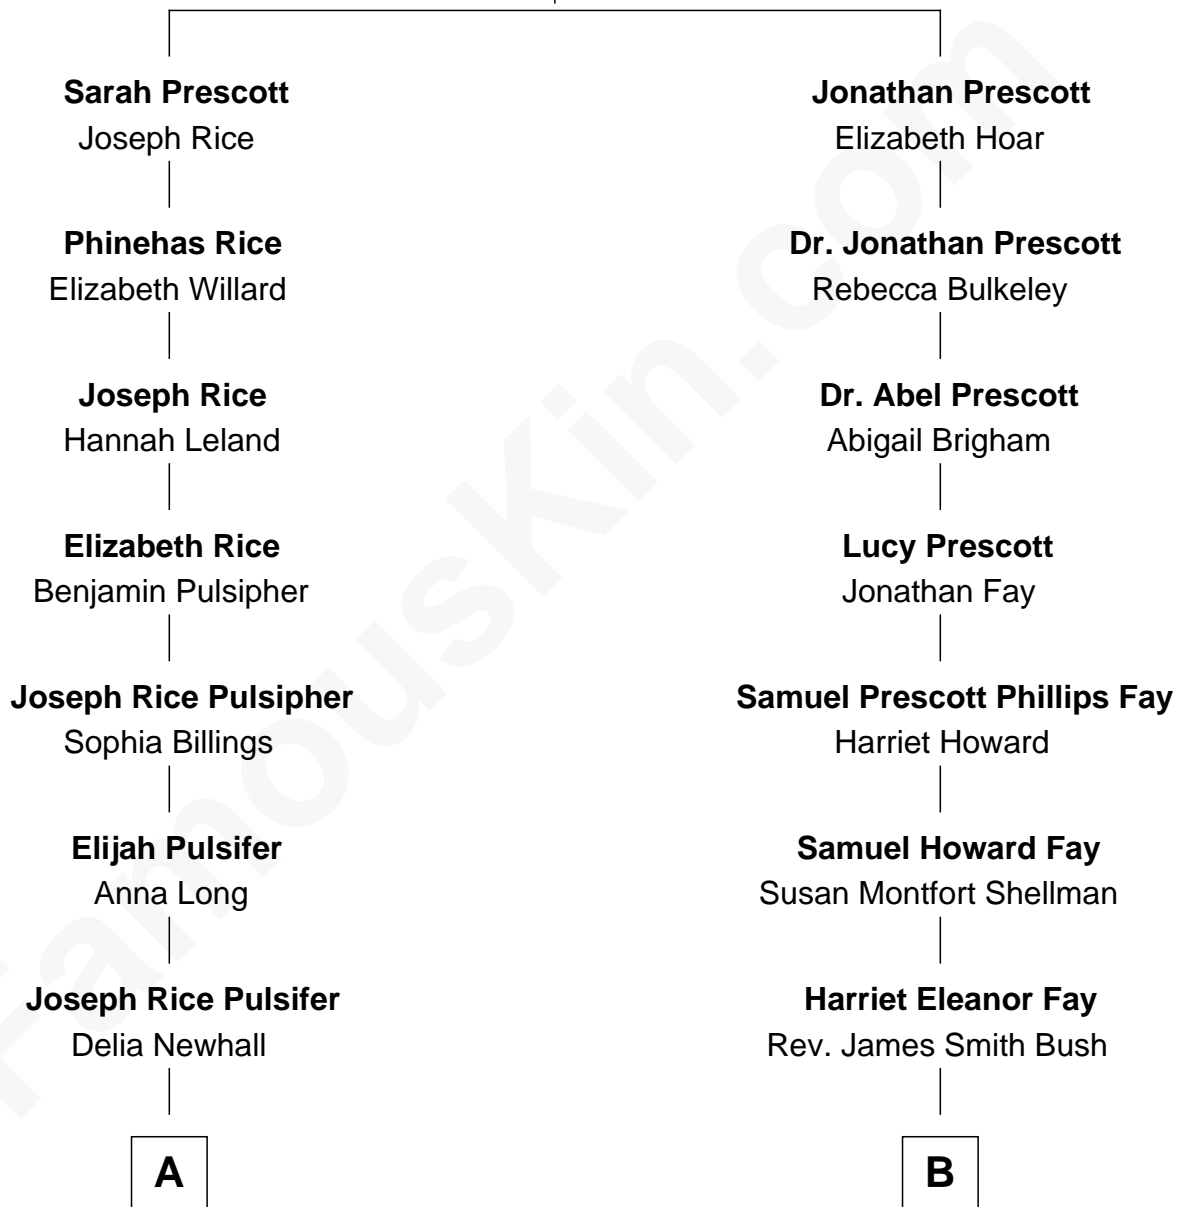 Sarah Prescott
Joseph Rice
Phinehas Rice
Elizabeth Willard
Joseph Rice
Hannah Leland
Elizabeth Rice
Benjamin Pulsipher
Joseph Rice Pulsipher
Sophia Billings
Elijah Pulsifer
Anna Long
Joseph Rice Pulsifer
Delia Newhall
A
Jonathan Prescott
Elizabeth Hoar
Dr. Jonathan Prescott
Rebecca Bulkeley
Dr. Abel Prescott
Abigail Brigham
Lucy Prescott
Jonathan Fay
Samuel Prescott Phillips Fay
Harriet Howard
Samuel Howard Fay
Susan Montfort Shellman
Harriet Eleanor Fay
Rev. James Smith Bush
B
FamousKin.com